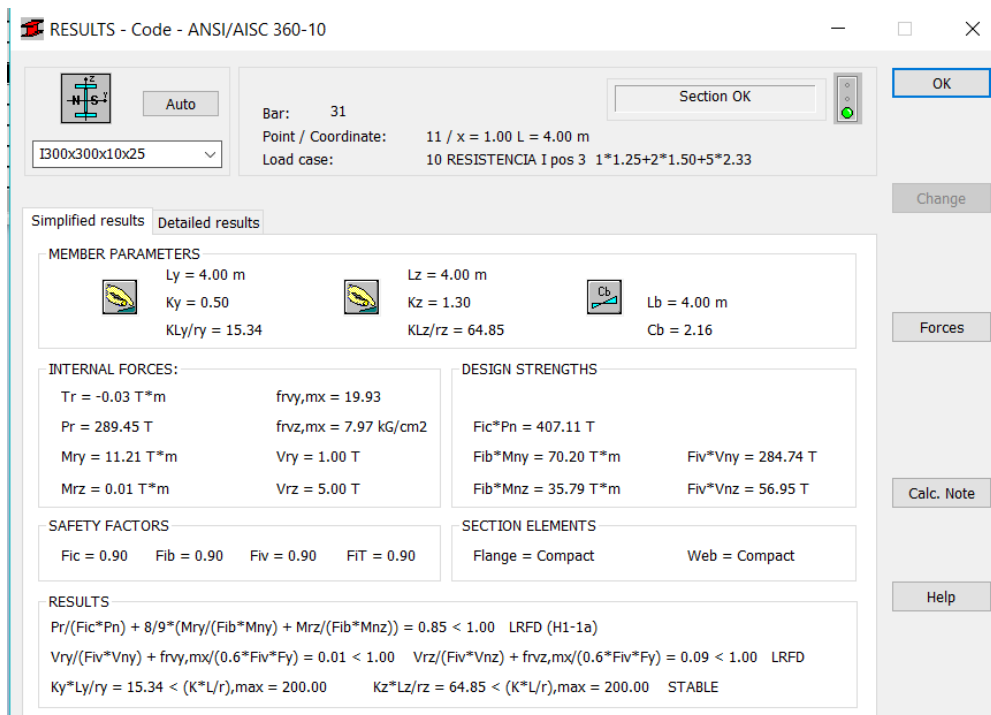 RESULTS - Code - ANSI/AISC 360-10
z
N S y
Auto
I300x300x10x25
Section OK
Bar: 31
Point / Coordinate: 11 / x = 1.00 L = 4.00 m
Load case: 10 RESISTENCIA I pos 3 1*1.25+2*1.50+5*2.33
OK
Change
Forces
Calc. Note
Help
Simplified results Detailed results
MEMBER PARAMETERS
Ly = 4.00 m Lz = 4.00 m
Ky = 0.50 Kz = 1.30 Cb Lb = 4.00 m
KLy/ry = 15.34 KLz/rz = 64.85 Cb = 2.16
INTERNAL FORCES: DESIGN STRENGTHS
Tr = -0.03 T*m frvy,mx = 19.93
Pr = 289.45 T frvz,mx = 7.97 kG/cm2 Fic*Pn = 407.11 T
Mry = 11.21 T*m Vry = 1.00 T Fib*Mny = 70.20 T*m Fiv*Vny = 284.74 T
Mrz = 0.01 T*m Vrz = 5.00 T Fib*Mnz = 35.79 T*m Fiv*Vnz = 56.95 T
SAFETY FACTORS SECTION ELEMENTS
Fic = 0.90 Fib = 0.90 Fiv = 0.90 FiT = 0.90 Flange = Compact Web = Compact
RESULTS
Pr/(Fic*Pn) + 8/9*(Mry/(Fib*Mny) + Mrz/(Fib*Mnz)) = 0.85 < 1.00 LRFD (H1-1a)
Vry/(Fiv*Vny) + frvy,mx/(0.6*Fiv*Fy) = 0.01 < 1.00 Vrz/(Fiv*Vnz) + frvz,mx/(0.6*Fiv*Fy) = 0.09 < 1.00 LRFD
Ky*Ly/ry = 15.34 < (K*L/r),max = 200.00 Kz*Lz/rz = 64.85 < (K*L/r),max = 200.00 STABLE